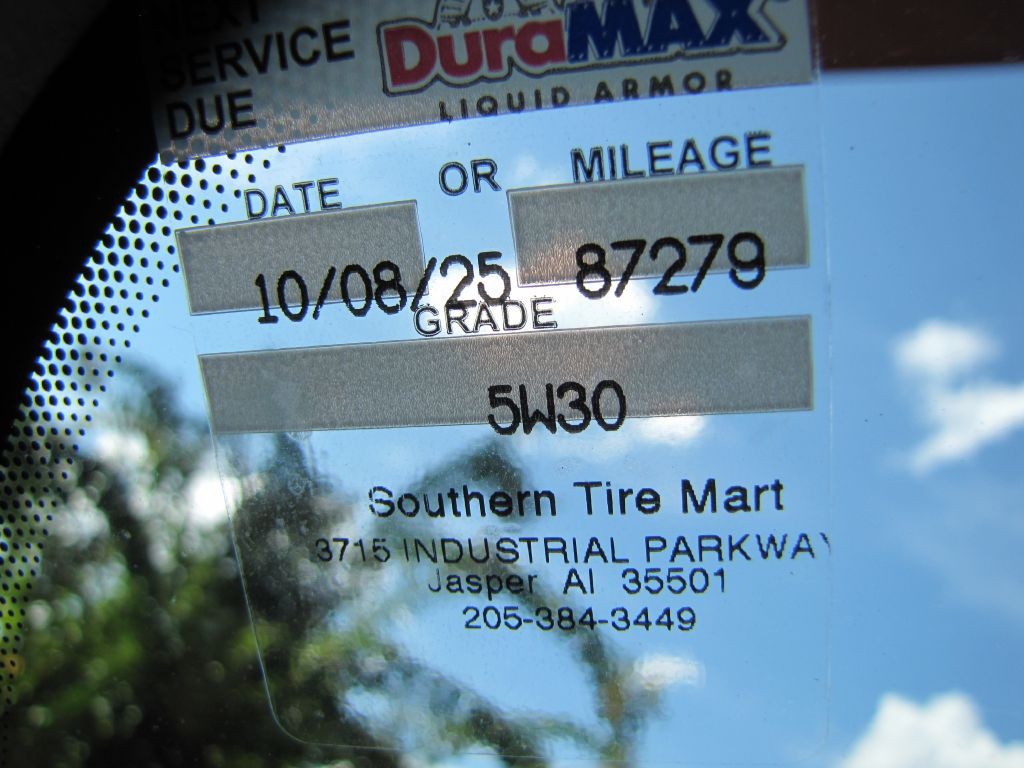 NEXT
SERVICE
DUE
DuraMAX
LIQUID ARMOR
DATE OR MILEAGE
10/08/25 87279
GRADE
5W30
Southern Tire Mart
3715 INDUSTRIAL PARKWAY
Jasper Al 35501
205-384-3449